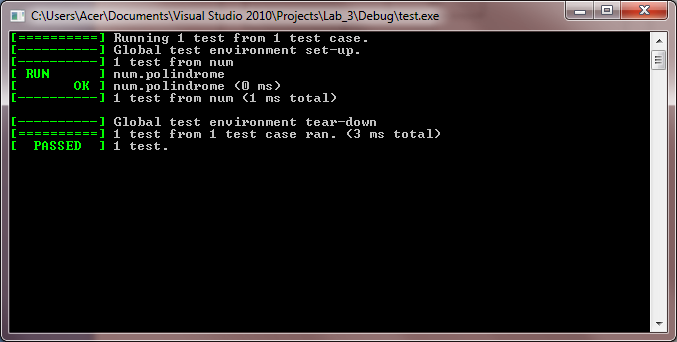 C:\Users\Acer\Documents\Visual Studio 2010\Projects\Lab_3\Debug\test.exe
[==========] Running 1 test from 1 test case.
[----------] Global test environment set-up.
[----------] 1 test from num
[ RUN      ] num.polindrome
[       OK ] num.polindrome (0 ms)
[----------] 1 test from num (1 ms total)
[----------] Global test environment tear-down
[==========] 1 test from 1 test case ran. (3 ms total)
[  PASSED  ] 1 test.